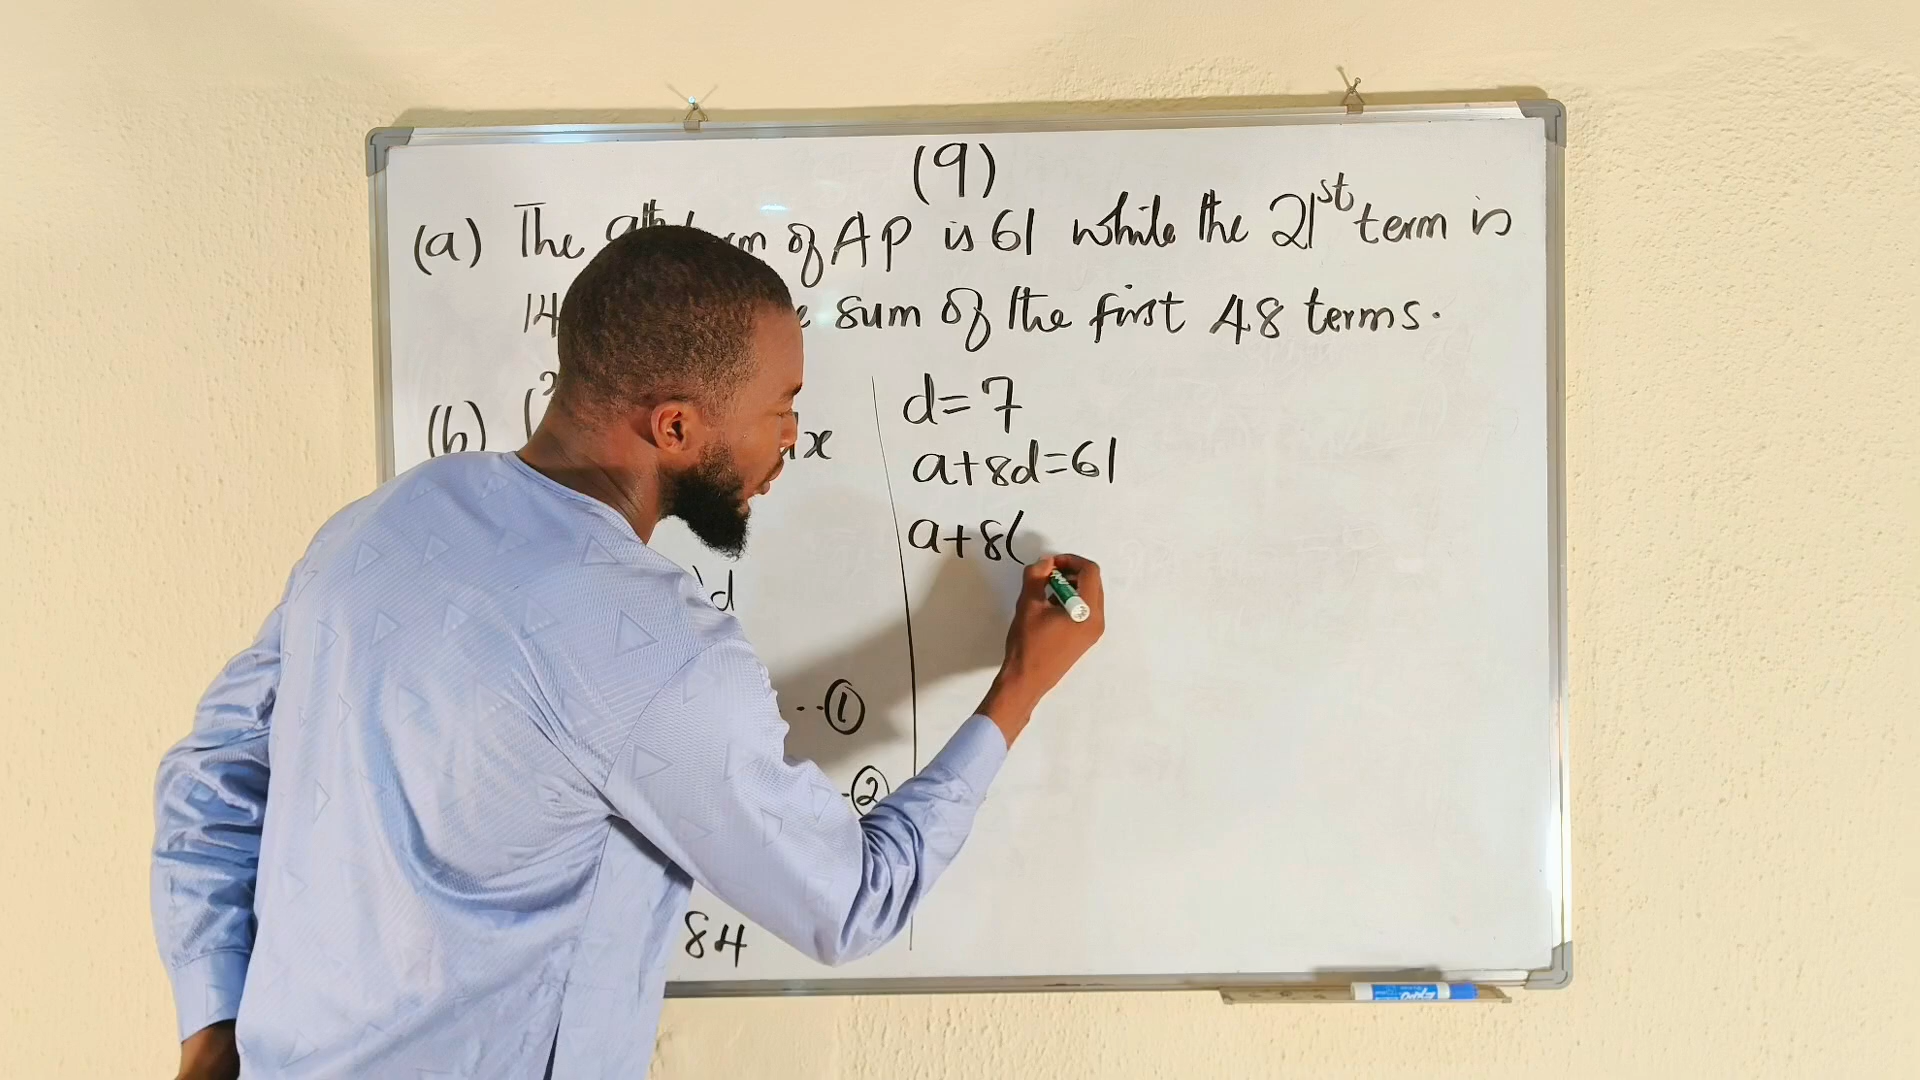 (9)
(a) The 9th term of AP is 61 while the 21st term is
14 sum of the first 48 terms.
(b) (
x
d
--①
-②
84
d=7
a+8d=61
a+8(
EXPO